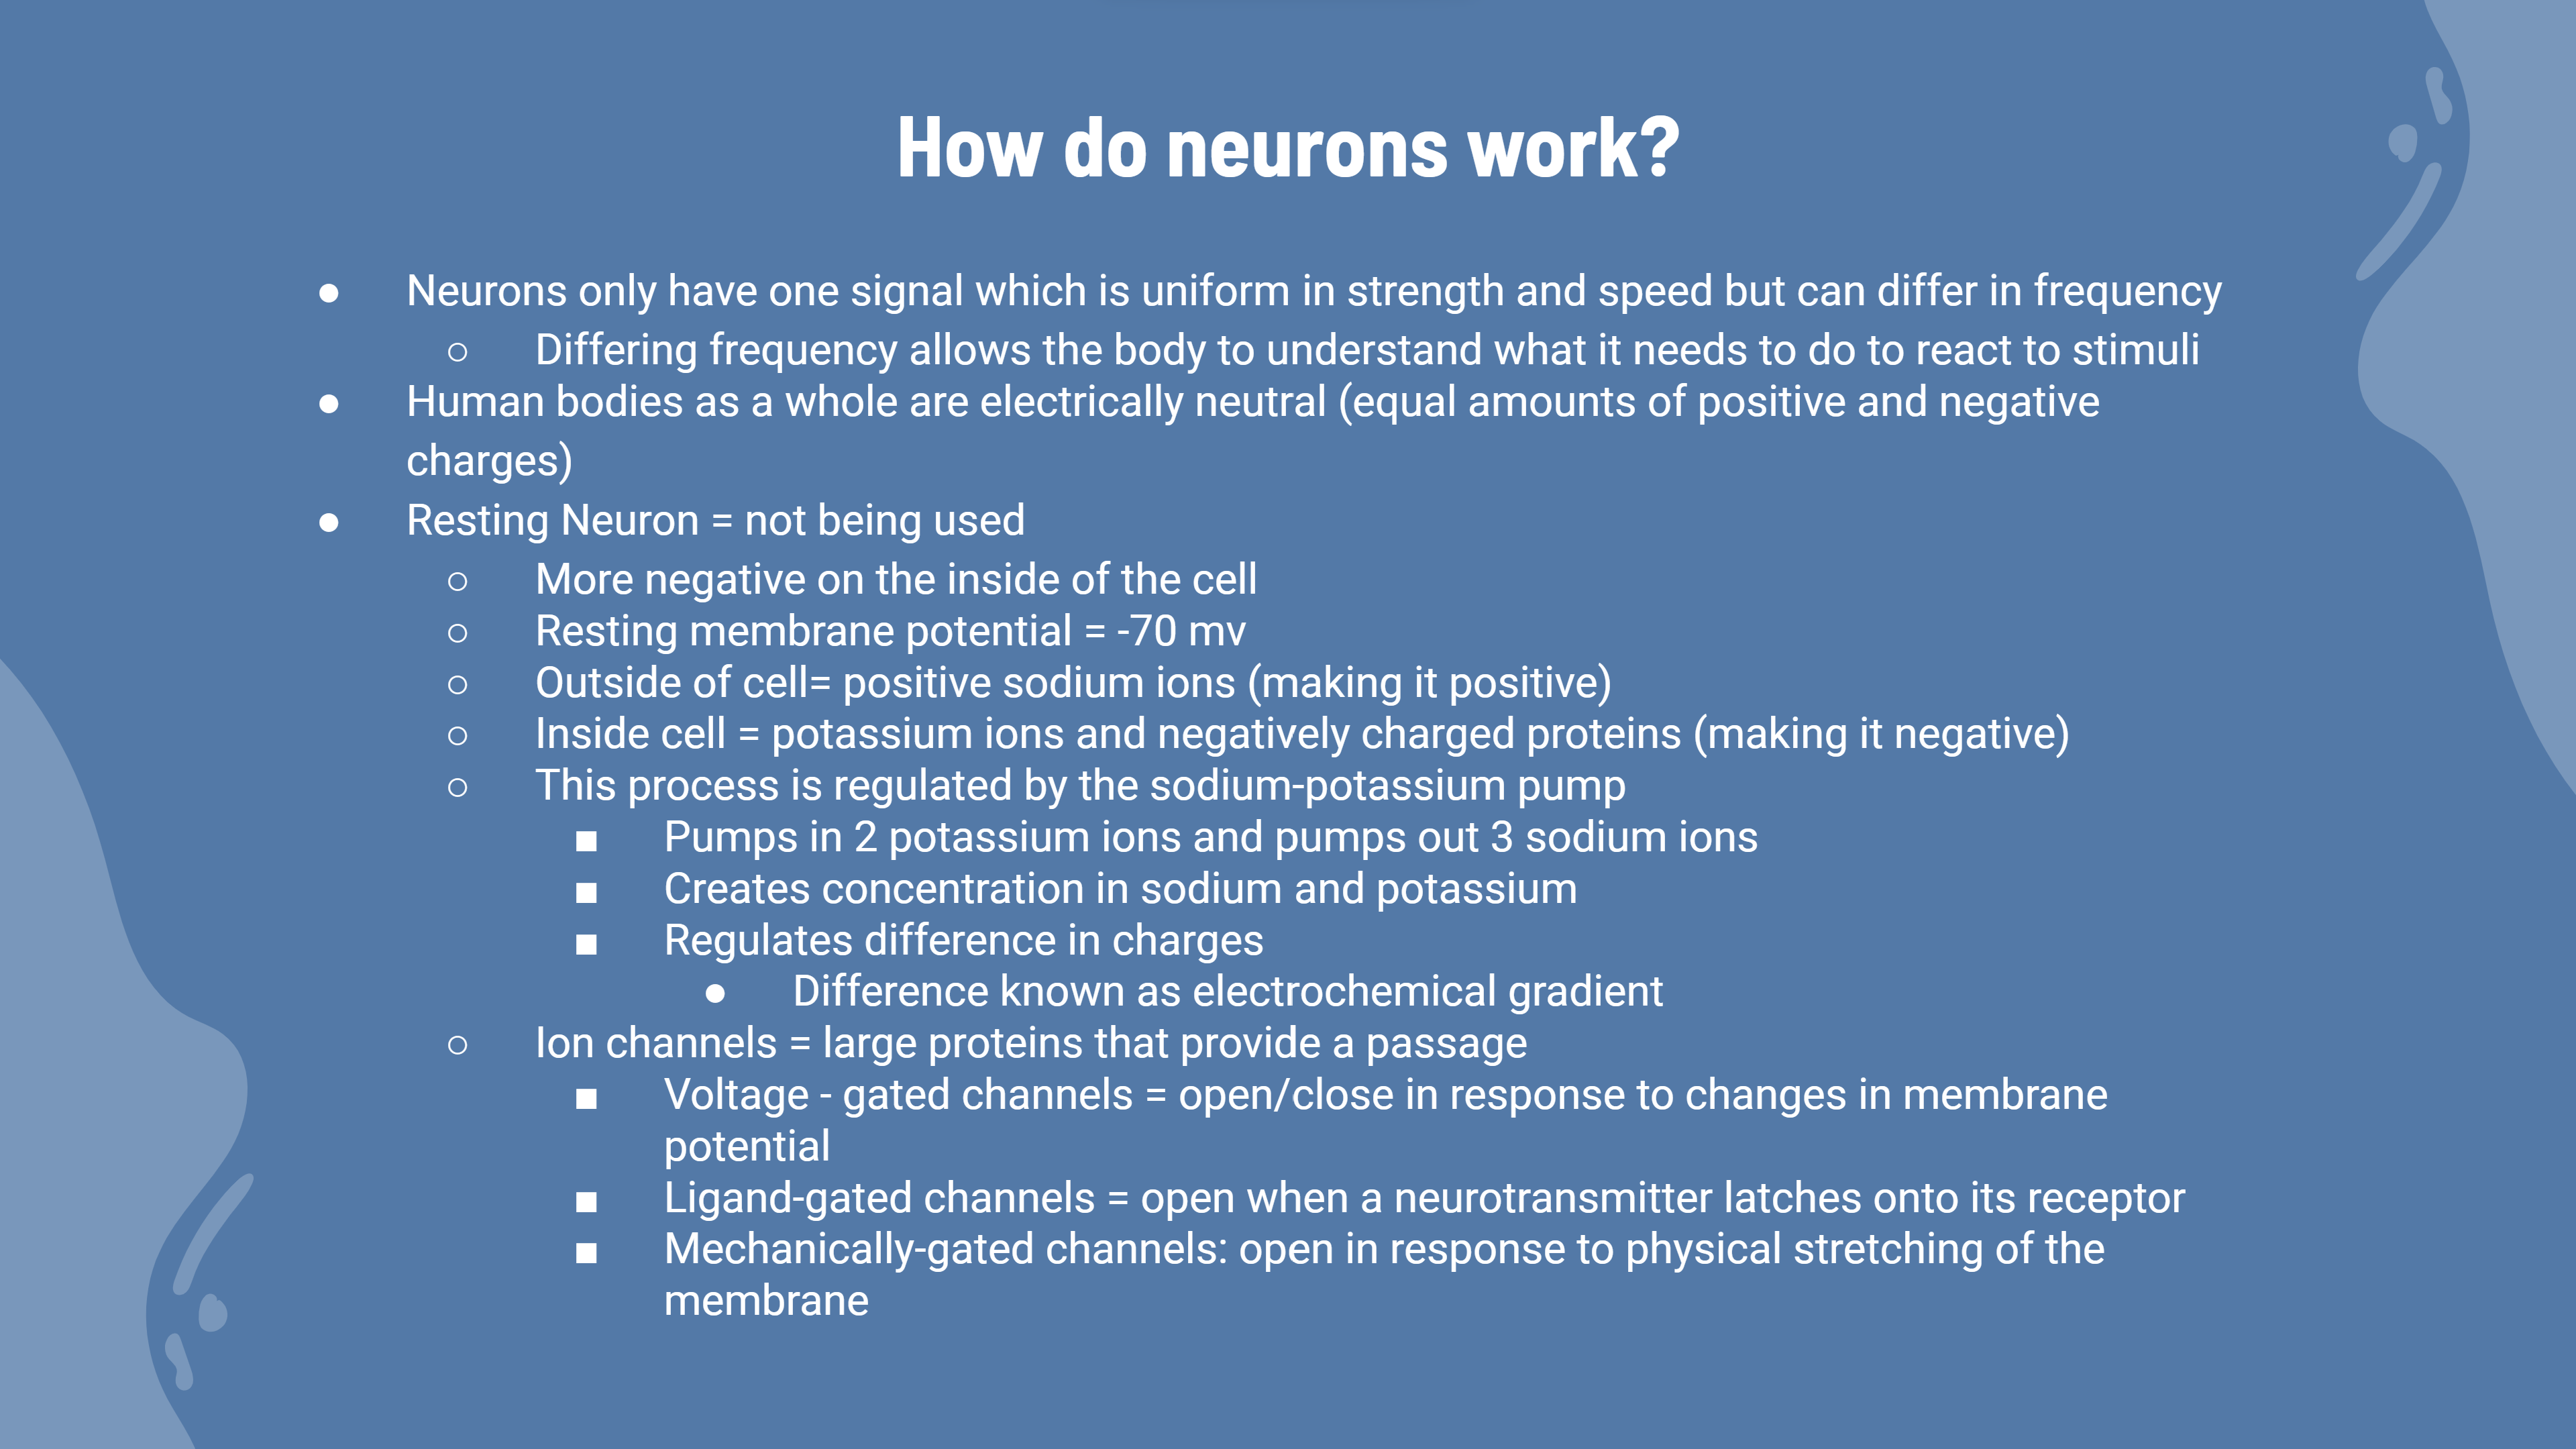 How do neurons work?
● Neurons only have one signal which is uniform in strength and speed but can differ in frequency
○ Differing frequency allows the body to understand what it needs to do to react to stimuli
● Human bodies as a whole are electrically neutral (equal amounts of positive and negative
charges)
● Resting Neuron = not being used
○ More negative on the inside of the cell
○ Resting membrane potential = -70 mv
○ Outside of cell= positive sodium ions (making it positive)
○ Inside cell = potassium ions and negatively charged proteins (making it negative)
○ This process is regulated by the sodium-potassium pump
■ Pumps in 2 potassium ions and pumps out 3 sodium ions
■ Creates concentration in sodium and potassium
■ Regulates difference in charges
● Difference known as electrochemical gradient
○ Ion channels = large proteins that provide a passage
■ Voltage - gated channels = open/close in response to changes in membrane
potential
■ Ligand-gated channels = open when a neurotransmitter latches onto its receptor
■ Mechanically-gated channels: open in response to physical stretching of the
membrane